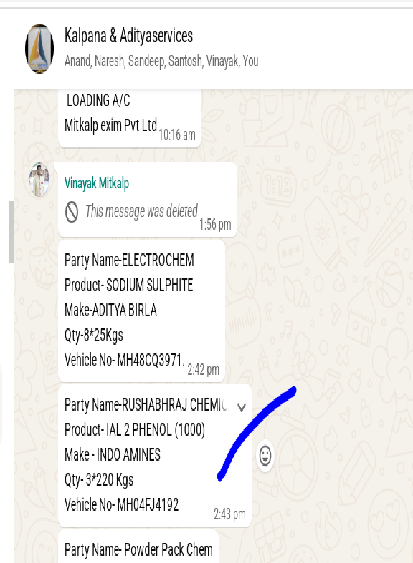 Kalpana & Adityaservices
Anand, Naresh, Sandeep, Santosh, Vinayak, You
LOADING A/C
Mitkalp exim Pvt Ltd
10:16 am
Vinayak Mitkalp
This message was deleted
1:56 pm
Party Name-ELECTROCHEM
Product- SODIUM SULPHITE
Make-ADITYA BIRLA
Qty-8*25Kgs
Vehicle No- MH48CQ3971.
2:42 pm
Party Name-RUSHABHRAJ CHEMIC
Product- IAL 2 PHENOL (1000)
Make - INDO AMINES
Qty- 3*220 Kgs
Vehicle No- MH04FJ4192
2:43 pm
Party Name- Powder Pack Chem